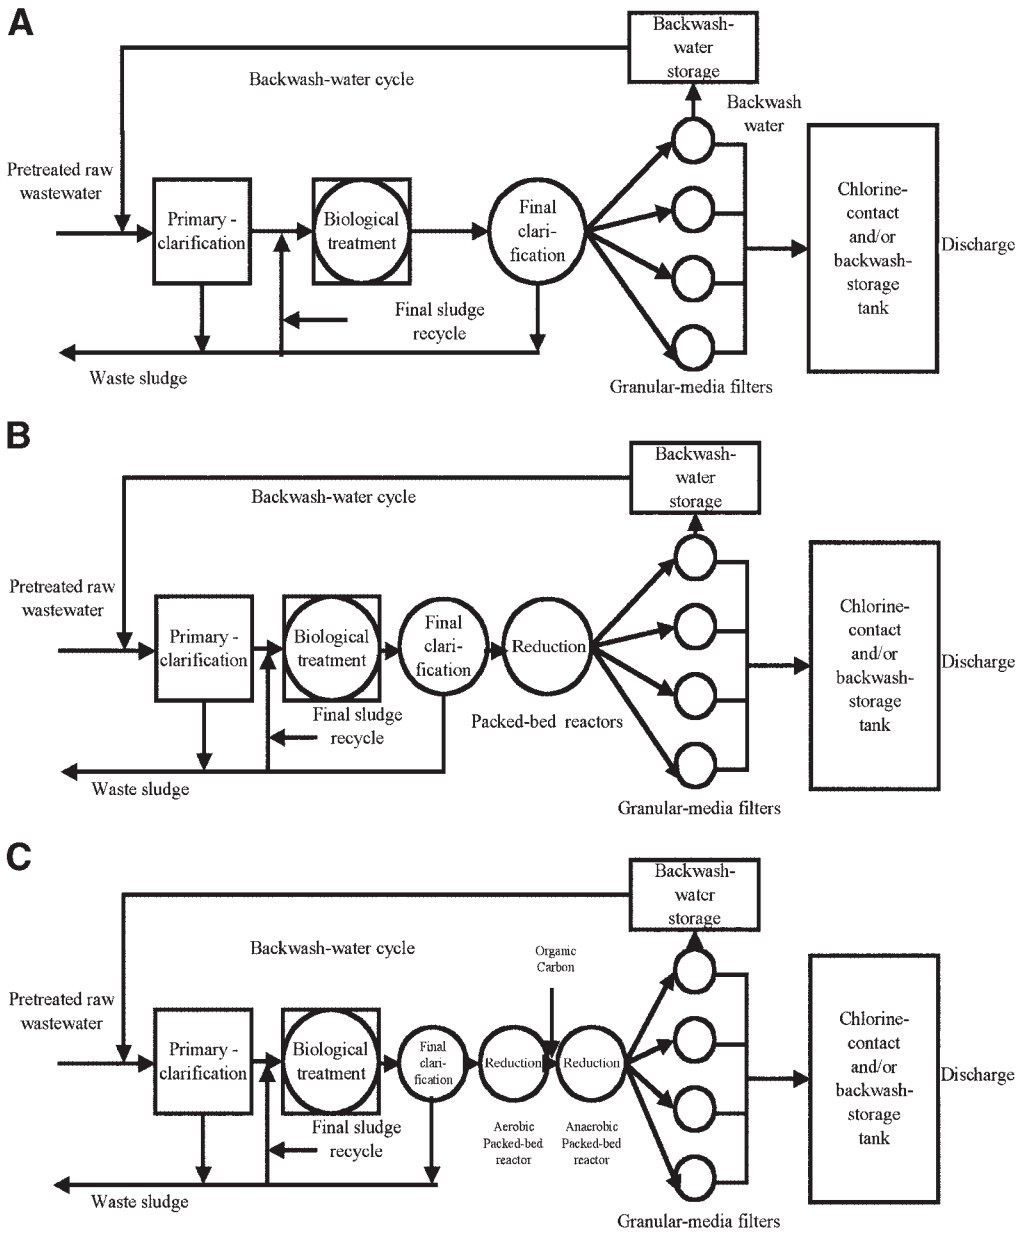 A
Backwash-
water
storage
Backwash-water cycle
Backwash
water
Pretreated raw
wastewater
Primary -
clarification
Biological
treatment
Final
clari-
fication
Chlorine-
contact
and/or
backwash-
storage
tank
Discharge
Final sludge
recycle
Waste sludge
Granular-media filters
B
Backwash-
water
storage
Backwash-water cycle
Pretreated raw
wastewater
Primary -
clarification
Biological
treatment
Final
clari-
fication
Reduction
Chlorine-
contact
and/or
backwash-
storage
tank
Discharge
Final sludge
recycle
Packed-bed reactors
Waste sludge
Granular-media filters
C
Backwash-
water
storage
Backwash-water cycle
Organic
Carbon
Pretreated raw
wastewater
Primary -
clarification
Biological
treatment
Final
clari-
fication
Reduction
Reduction
Chlorine-
contact
and/or
backwash-
storage
tank
Discharge
Final sludge
recycle
Aerobic
Packed-bed
reactor
Anaerobic
Packed-bed
reactor
Waste sludge
Granular-media filters